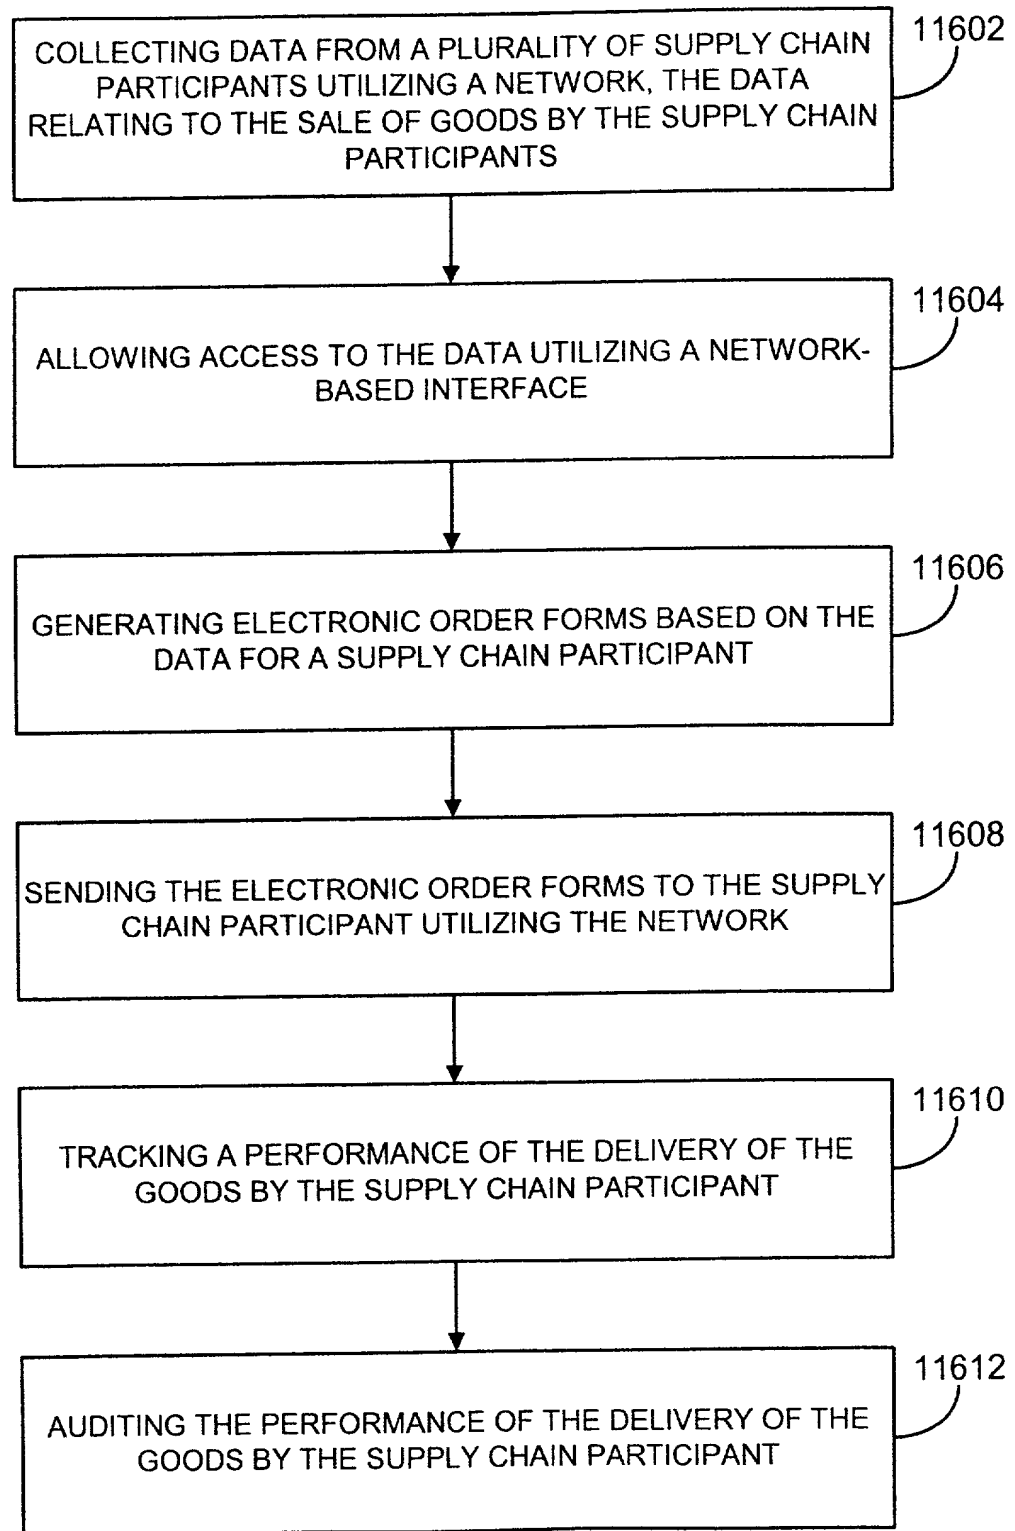 11602
COLLECTING DATA FROM A PLURALITY OF SUPPLY CHAIN
PARTICIPANTS UTILIZING A NETWORK, THE DATA
RELATING TO THE SALE OF GOODS BY THE SUPPLY CHAIN
PARTICIPANTS
11604
ALLOWING ACCESS TO THE DATA UTILIZING A NETWORK-
BASED INTERFACE
11606
GENERATING ELECTRONIC ORDER FORMS BASED ON THE
DATA FOR A SUPPLY CHAIN PARTICIPANT
11608
SENDING THE ELECTRONIC ORDER FORMS TO THE SUPPLY
CHAIN PARTICIPANT UTILIZING THE NETWORK
11610
TRACKING A PERFORMANCE OF THE DELIVERY OF THE
GOODS BY THE SUPPLY CHAIN PARTICIPANT
11612
AUDITING THE PERFORMANCE OF THE DELIVERY OF THE
GOODS BY THE SUPPLY CHAIN PARTICIPANT